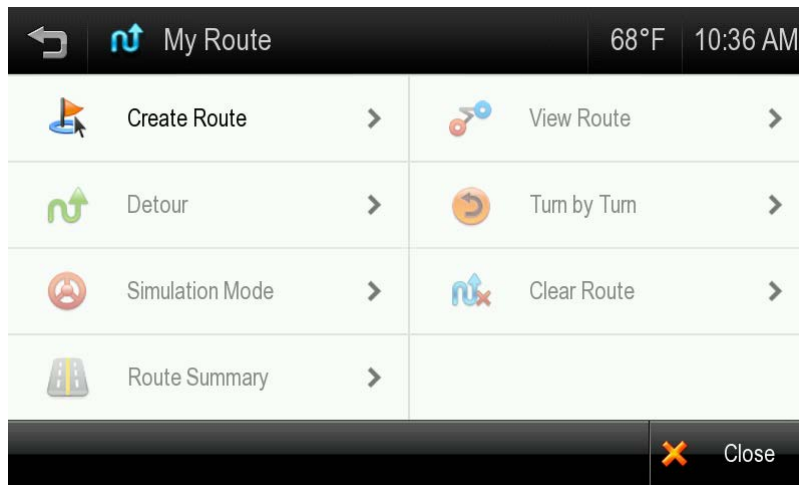 My Route 68°F 10:36 AM
Create Route
View Route
Detour
Turn by Turn
Simulation Mode
Clear Route
Route Summary
Close